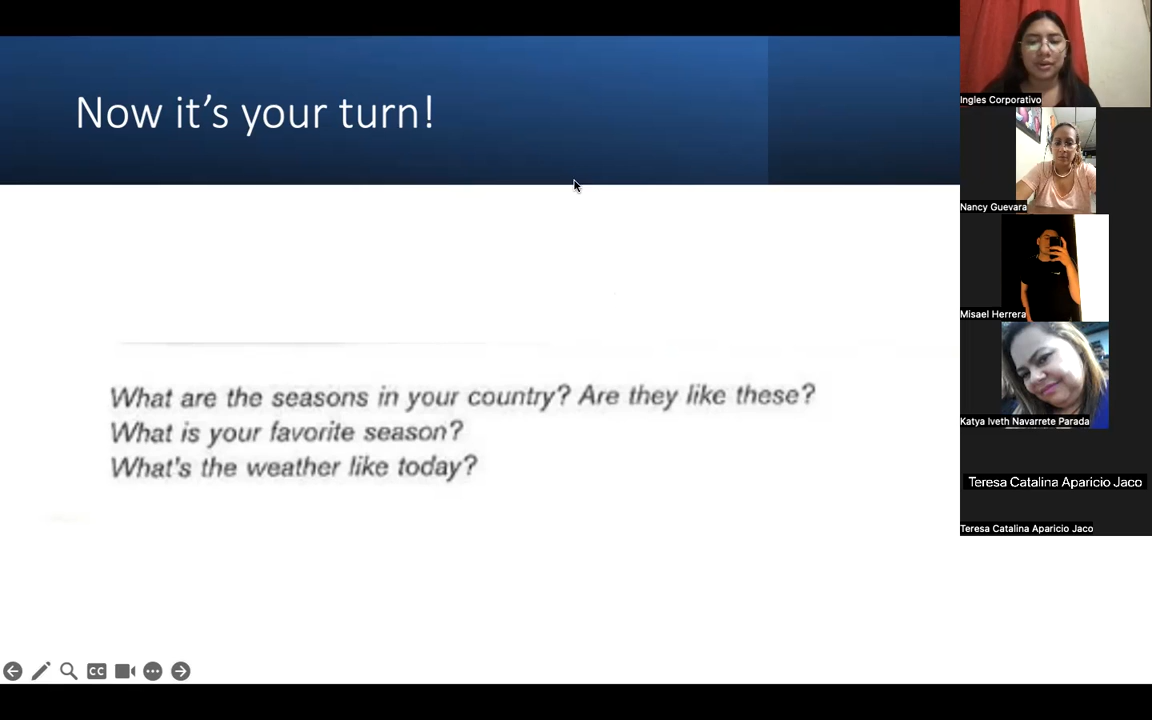 Now it's your turn!
What are the seasons in your country? Are they like these?
What is your favorite season?
What's the weather like today?
Ingles Corporativo
Nancy Guevara
Misael Herrera
Katya Iveth Navarrete Parada
Teresa Catalina Aparicio Jaco
Teresa Catalina Aparicio Jaco
CC